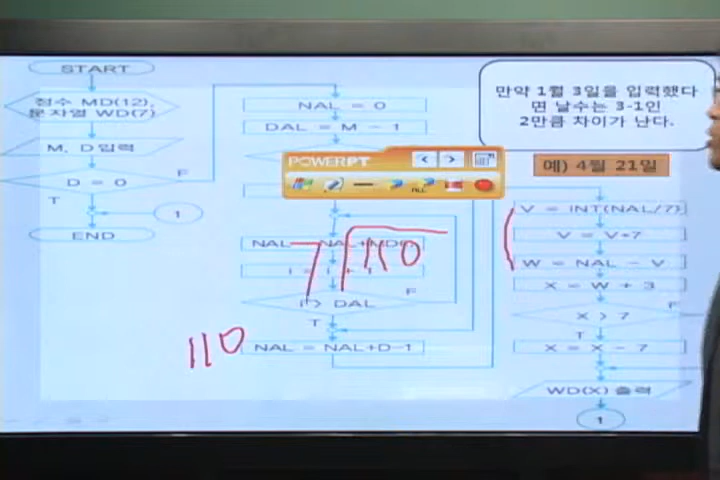 START
정수 MD(12),
문자열 WD(7)
M, D입력
D = 0
F
T
1
END
NAL = 0
DAL = M - 1
POWERPT
ALL
NAL
i > DAL
F
T
NAL = NAL+D-1
7 110
110
만약 1월 3일을 입력했다
면 날수는 3-1인
2만큼 차이가 난다.
예) 4월 21일
V = INT(NAL/7)
V = V*7
W = NAL - V
X = W + 3
X > 7
F
T
X = X - 7
WD(X) 출력
1